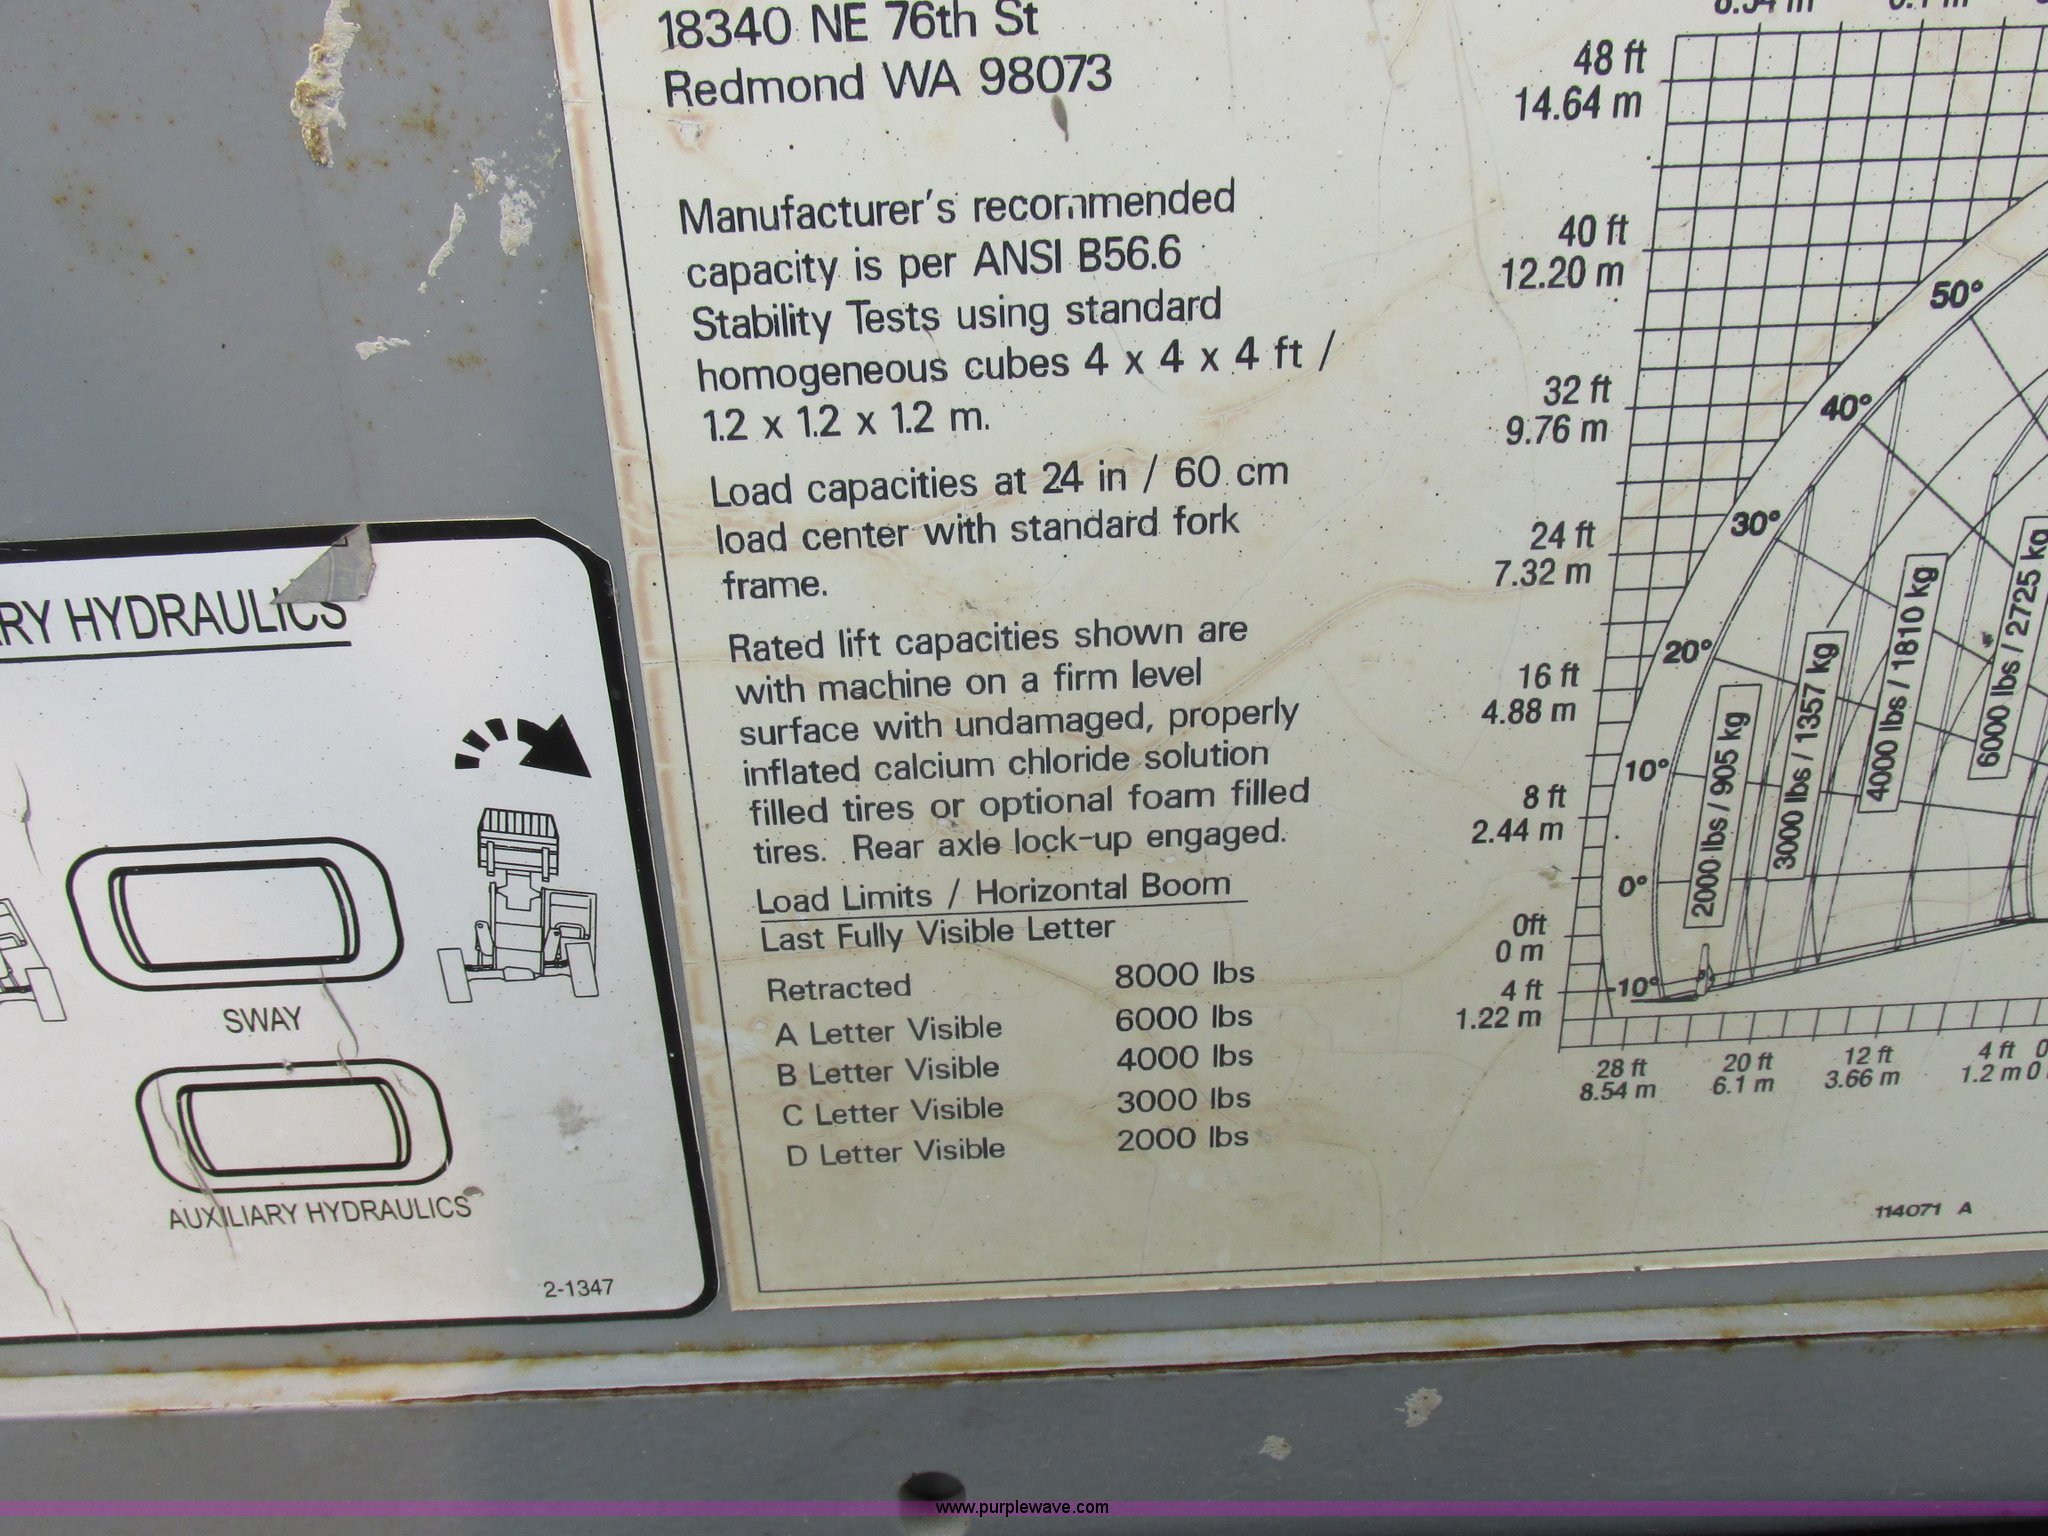 18340 NE 76th St
Redmond WA 98073
Manufacturer's recommended
capacity is per ANSI B56.6
Stability Tests using standard
homogeneous cubes 4 x 4 x 4 ft /
1.2 x 1.2 x 1.2 m.
Load capacities at 24 in / 60 cm
load center with standard fork
frame.
Rated lift capacities shown are
with machine on a firm level
surface with undamaged, properly
inflated calcium chloride solution
filled tires or optional foam filled
tires. Rear axle lock-up engaged.
Load Limits / Horizontal Boom
Last Fully Visible Letter
Retracted 8000 lbs
A Letter Visible 6000 lbs
B Letter Visible 4000 lbs
C Letter Visible 3000 lbs
D Letter Visible 2000 lbs
8.54 m 6.1 m
48 ft
14.64 m
40 ft
12.20 m
32 ft
9.76 m
24 ft
7.32 m
16 ft
4.88 m
8 ft
2.44 m
0ft
0 m
4 ft
1.22 m
50°
40°
30°
20°
10°
0°
-10°
2000 lbs / 905 kg
3000 lbs / 1357 kg
4000 lbs / 1810 kg
6000 lbs / 2725 kg
28 ft 20 ft 12 ft 4 ft 0
8.54 m 6.1 m 3.66 m 1.2 m 0
114071 A
HYDRAULICS
SWAY
AUXILIARY HYDRAULICS
2-1347
www.purplewave.com